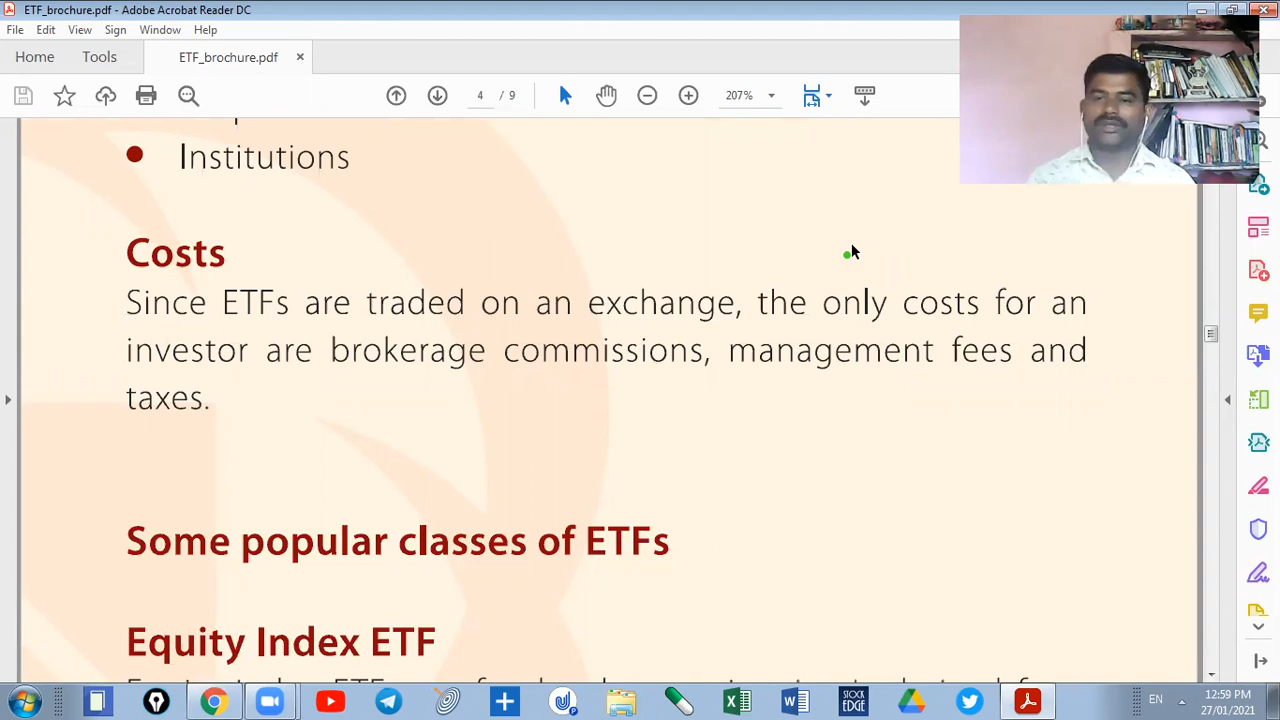 ETF_brochure.pdf - Adobe Acrobat Reader DC
File Edit View Sign Window Help
Home Tools ETF_brochure.pdf ×
4 / 9 207%
Institutions
Costs
Since ETFs are traded on an exchange, the only costs for an
investor are brokerage commissions, management fees and
taxes.
Some popular classes of ETFs
Equity Index ETF
STOCK
EDGE
EN
12:59 PM
27/01/2021